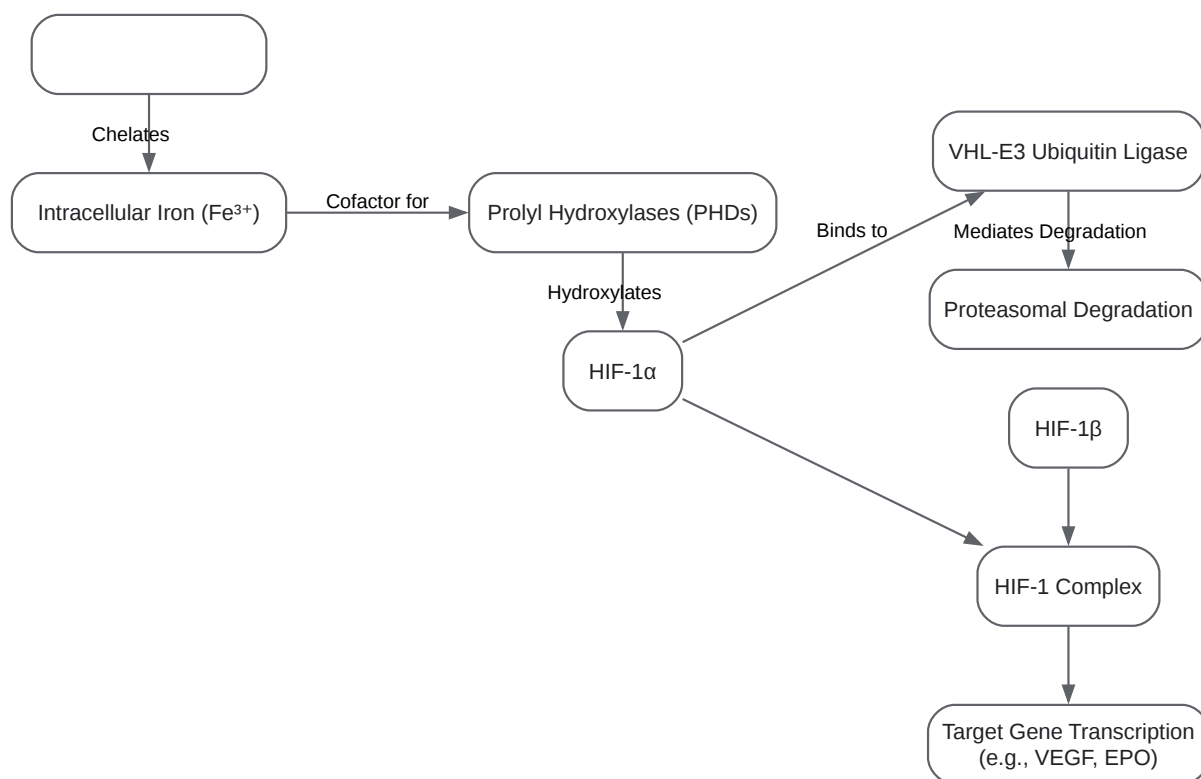 Chelates
Intracellular Iron (Fe³⁺)
Cofactor for
Prolyl Hydroxylases (PHDs)
Hydroxylates
HIF-1α
Binds to
VHL-E3 Ubiquitin Ligase
Mediates Degradation
Proteasomal Degradation
HIF-1β
HIF-1 Complex
Target Gene Transcription
(e.g., VEGF, EPO)